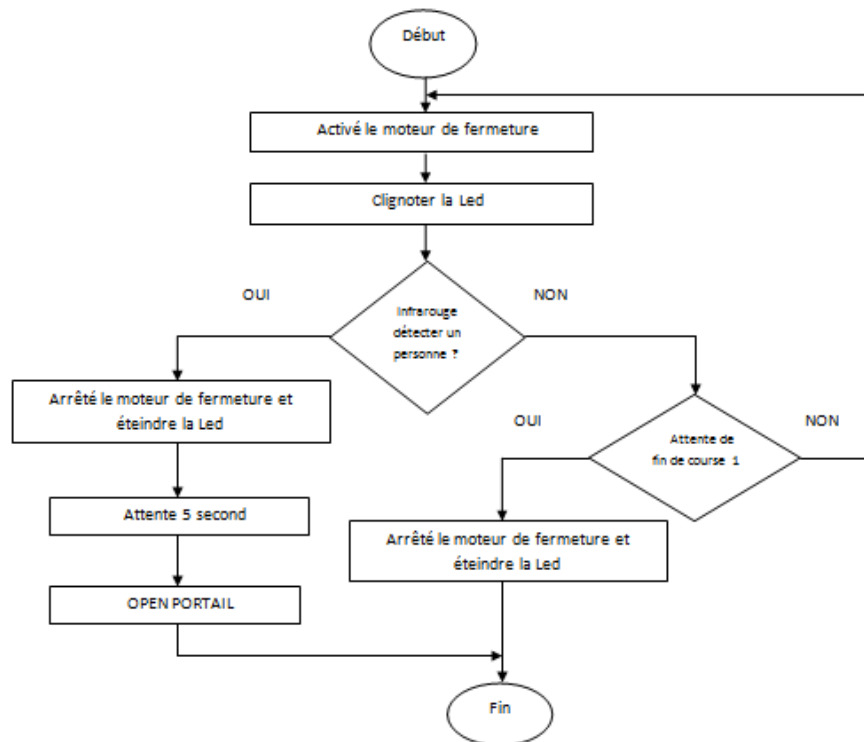 Début
Activé le moteur de fermeture
Clignoter la Led
OUI
NON
Infrarouge
détecter un
personne ?
Arrêté le moteur de fermeture et
éteindre la Led
OUI
Attente de
fin de course 1
NON
Attente 5 second
Arrêté le moteur de fermeture et
éteindre la Led
OPEN PORTAIL
Fin